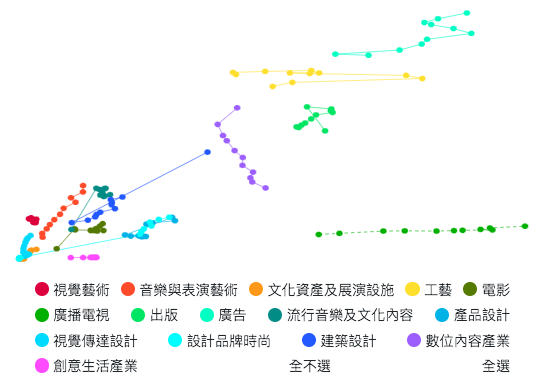 視覺藝術 音樂與表演藝術 文化資產及展演設施 工藝 電影
廣播電視 出版 廣告 流行音樂及文化內容 產品設計
視覺傳達設計 設計品牌時尚 建築設計 數位內容產業
創意生活產業 全不選 全選